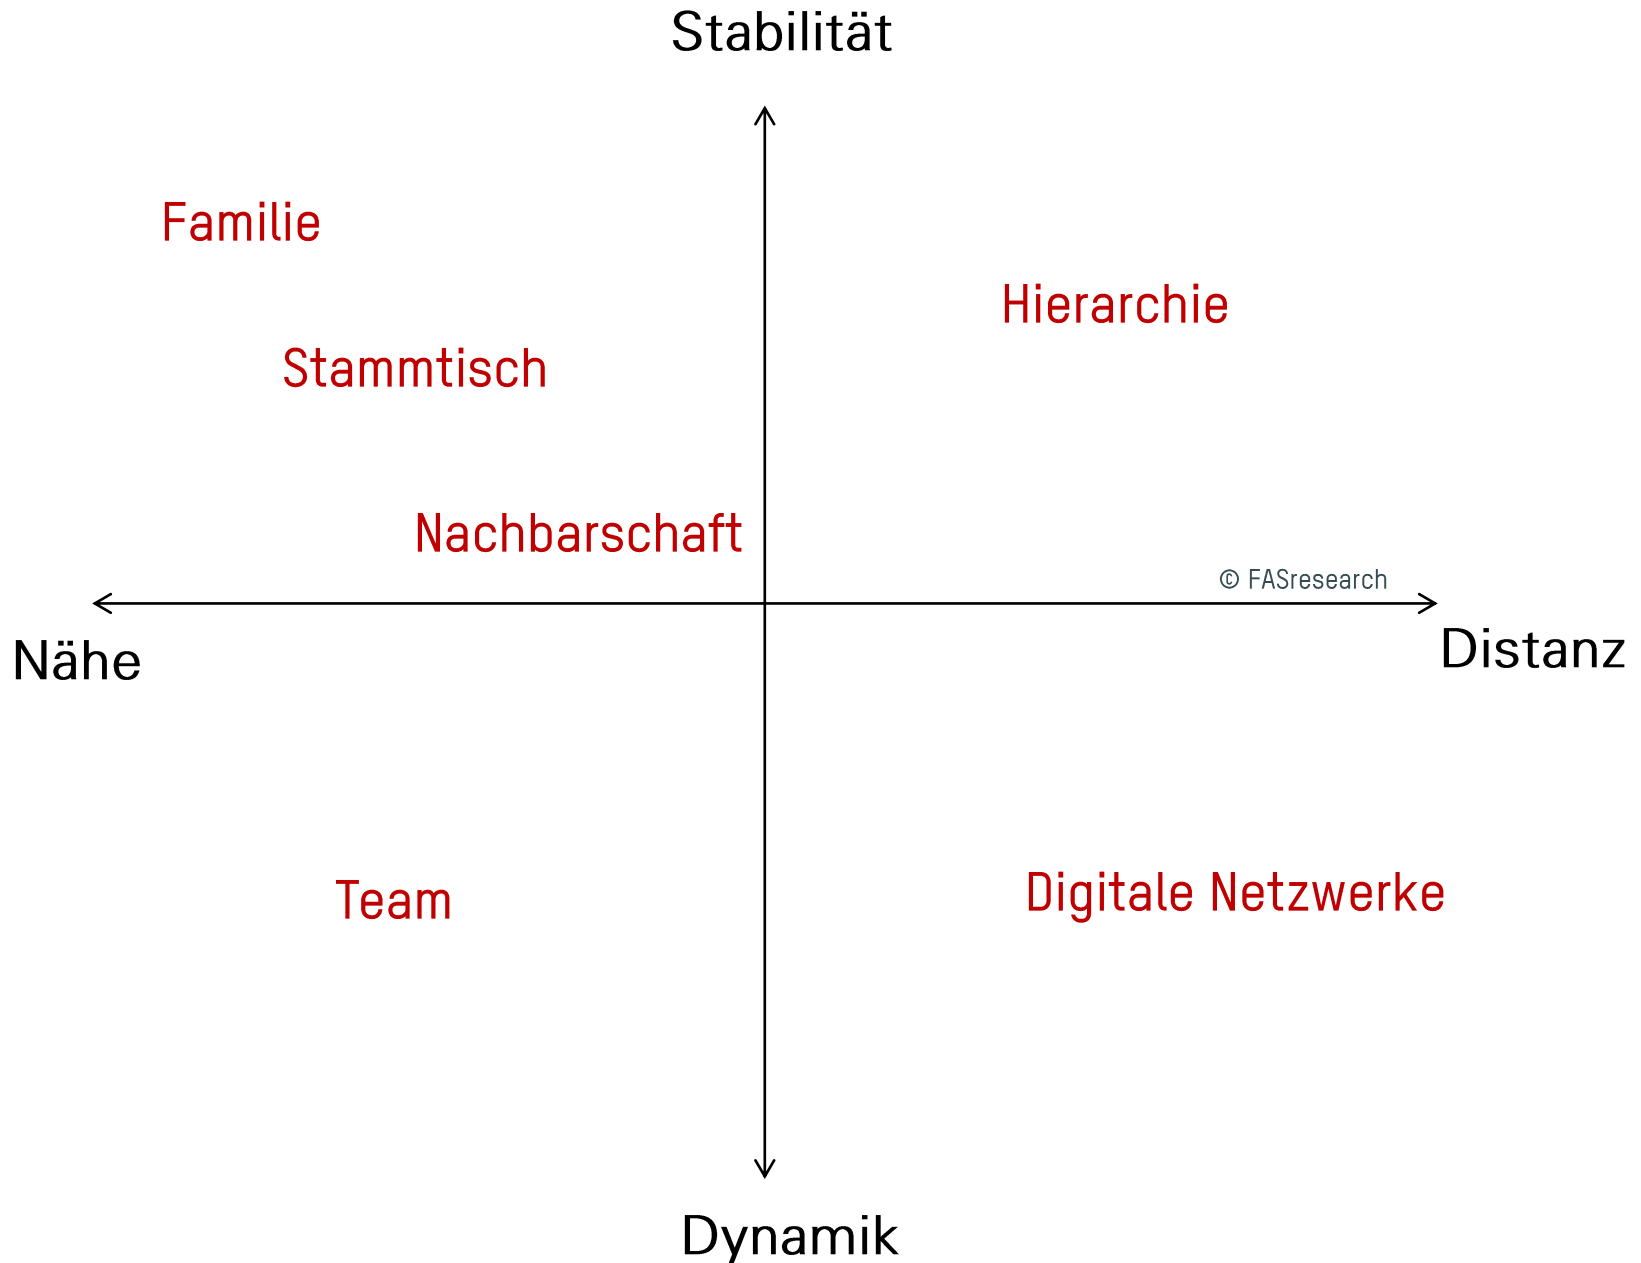 Stabilität
Familie
Hierarchie
Stammtisch
Nachbarschaft
© FASresearch
Nähe
Distanz
Team
Digitale Netzwerke
Dynamik